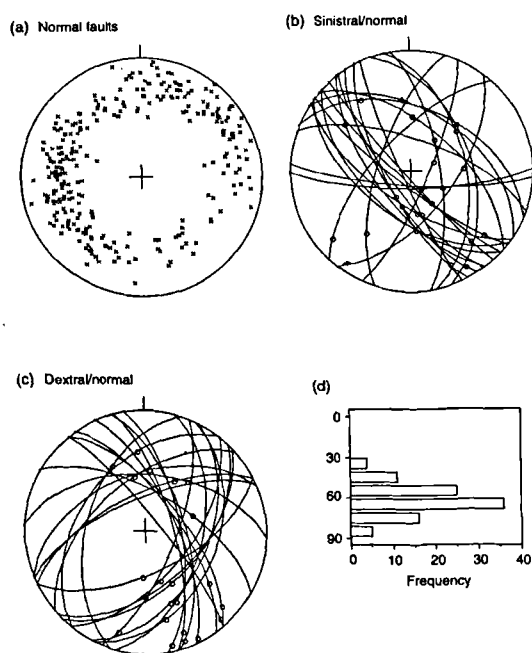 (a) Normal faults
(b) Sinistral/normal
(c) Dextral/normal
(d)
0
30
60
90
0 10 20 30 40
Frequency